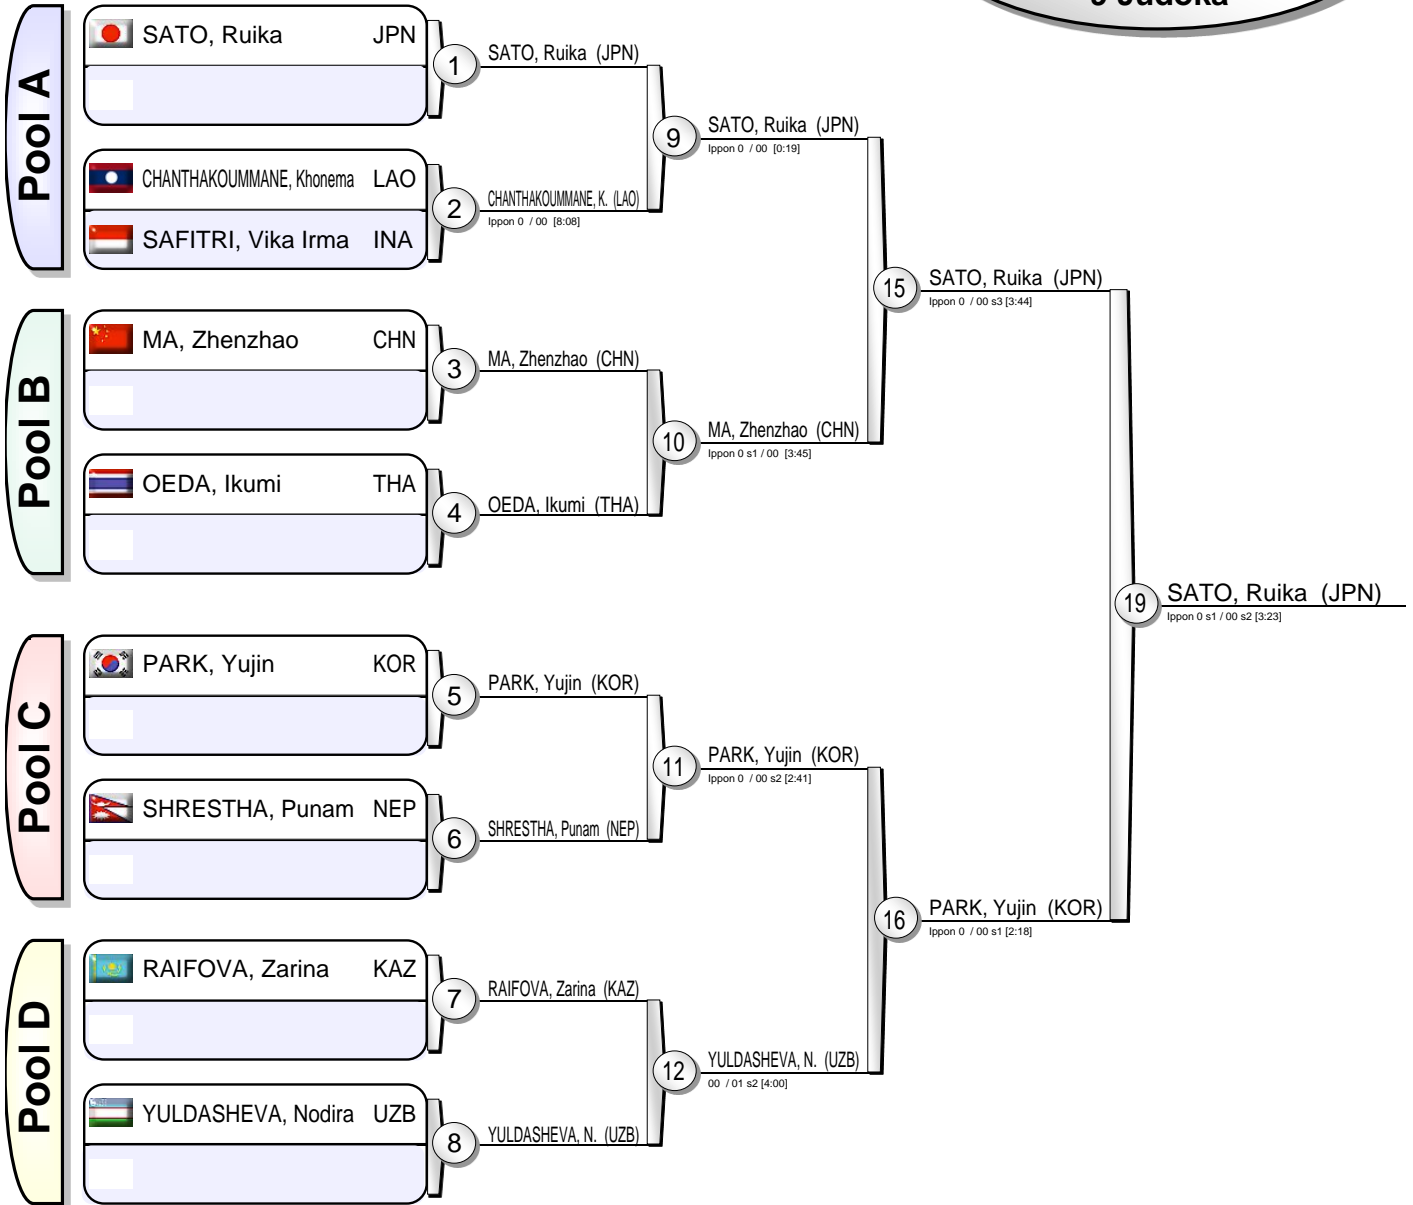 9 Judoka
Pool A
SATO, Ruika JPN
CHANTHAKOUMMANE, Khonema LAO
SAFITRI, Vika Irma INA
1
SATO, Ruika (JPN)
2
CHANTHAKOUMMANE, K. (LAO)
Ippon 0 / 00 [8:08]
9
SATO, Ruika (JPN)
Ippon 0 / 00 [0:19]
Pool B
MA, Zhenzhao CHN
OEDA, Ikumi THA
3
MA, Zhenzhao (CHN)
4
OEDA, Ikumi (THA)
10
MA, Zhenzhao (CHN)
Ippon 0 s1 / 00 [3:45]
15
SATO, Ruika (JPN)
Ippon 0 / 00 s3 [3:44]
Pool C
PARK, Yujin KOR
SHRESTHA, Punam NEP
5
PARK, Yujin (KOR)
6
SHRESTHA, Punam (NEP)
11
PARK, Yujin (KOR)
Ippon 0 / 00 s2 [2:41]
Pool D
RAIFOVA, Zarina KAZ
YULDASHEVA, Nodira UZB
7
RAIFOVA, Zarina (KAZ)
8
YULDASHEVA, N. (UZB)
12
YULDASHEVA, N. (UZB)
00 / 01 s2 [4:00]
16
PARK, Yujin (KOR)
Ippon 0 / 00 s1 [2:18]
19
SATO, Ruika (JPN)
Ippon 0 s1 / 00 s2 [3:23]